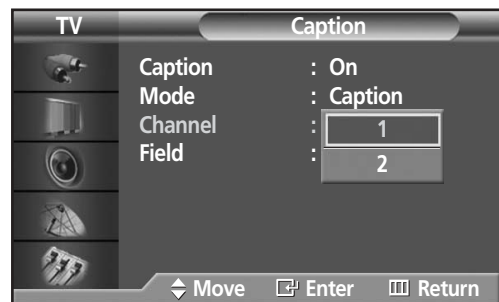 TV Caption
Caption : On
Mode : Caption
Channel : 1
Field : 2
Move Enter Return